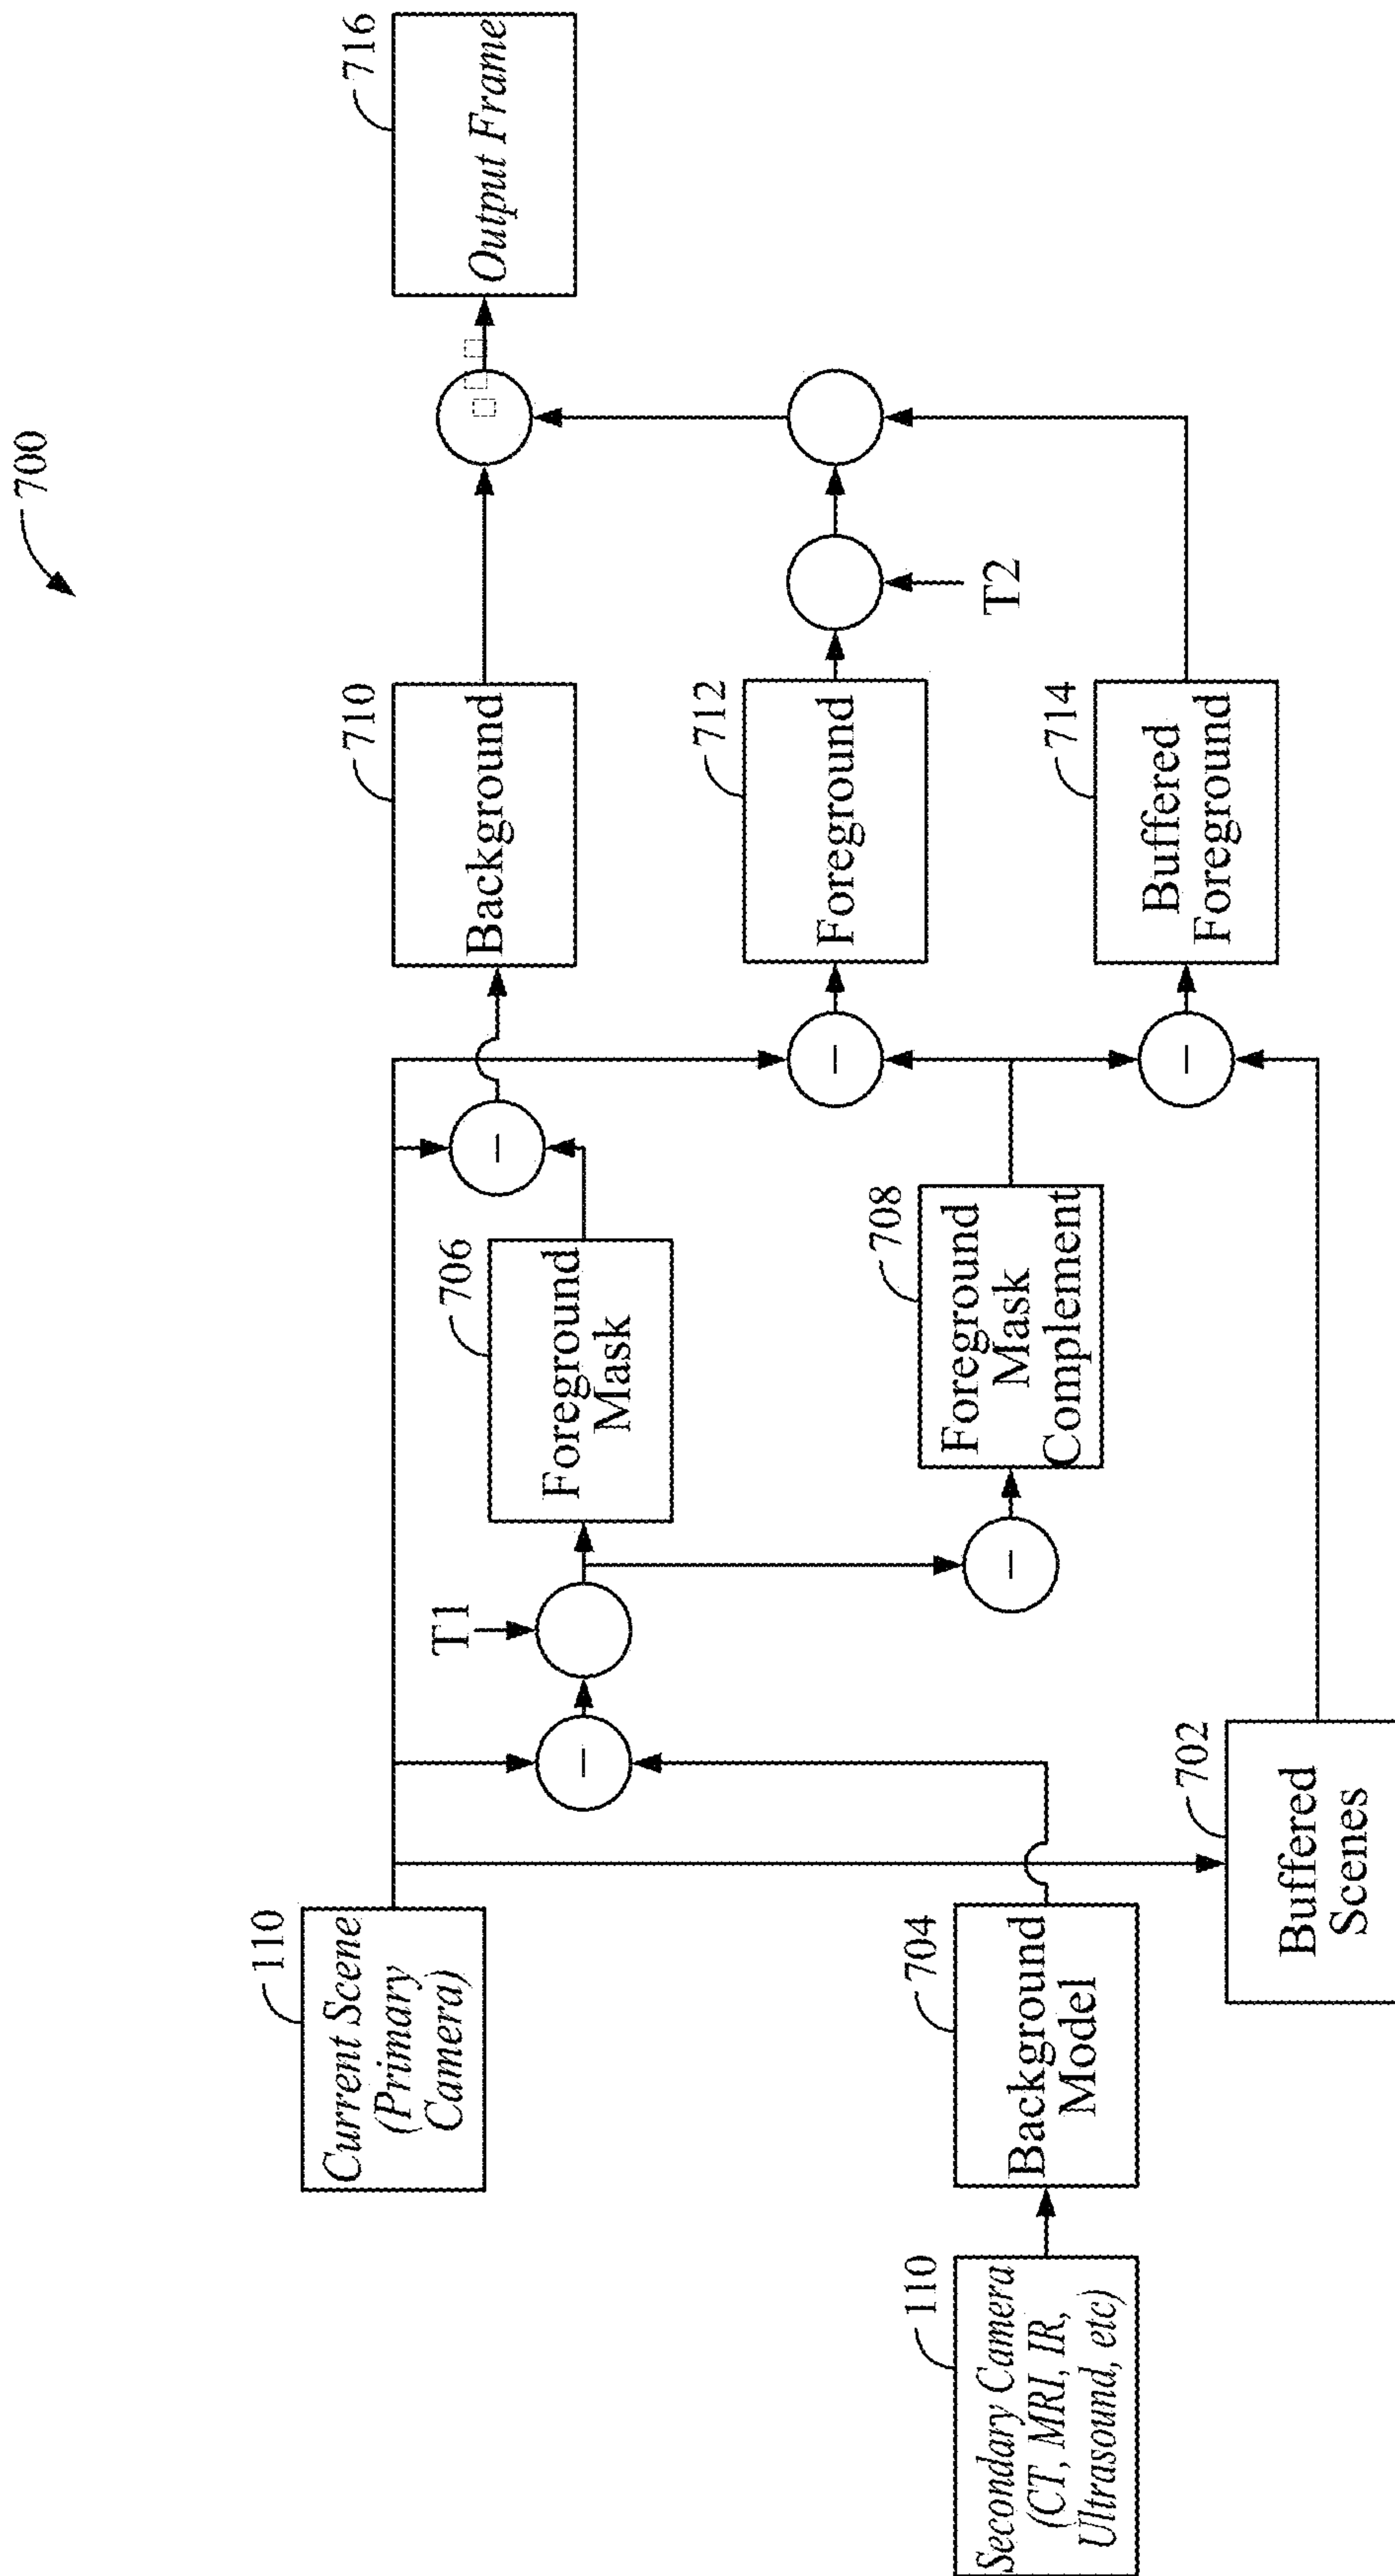 700
110
Current Scene
(Primary
Camera)
T1
706
Foreground
Mask
710
Background
716
Output Frame
110
Secondary Camera
(CT, MRI, IR,
Ultrasound, etc)
704
Background
Model
708
Foreground
Mask
Complement
712
Foreground
T2
702
Buffered
Scenes
714
Buffered
Foreground
−
−
−
−
−